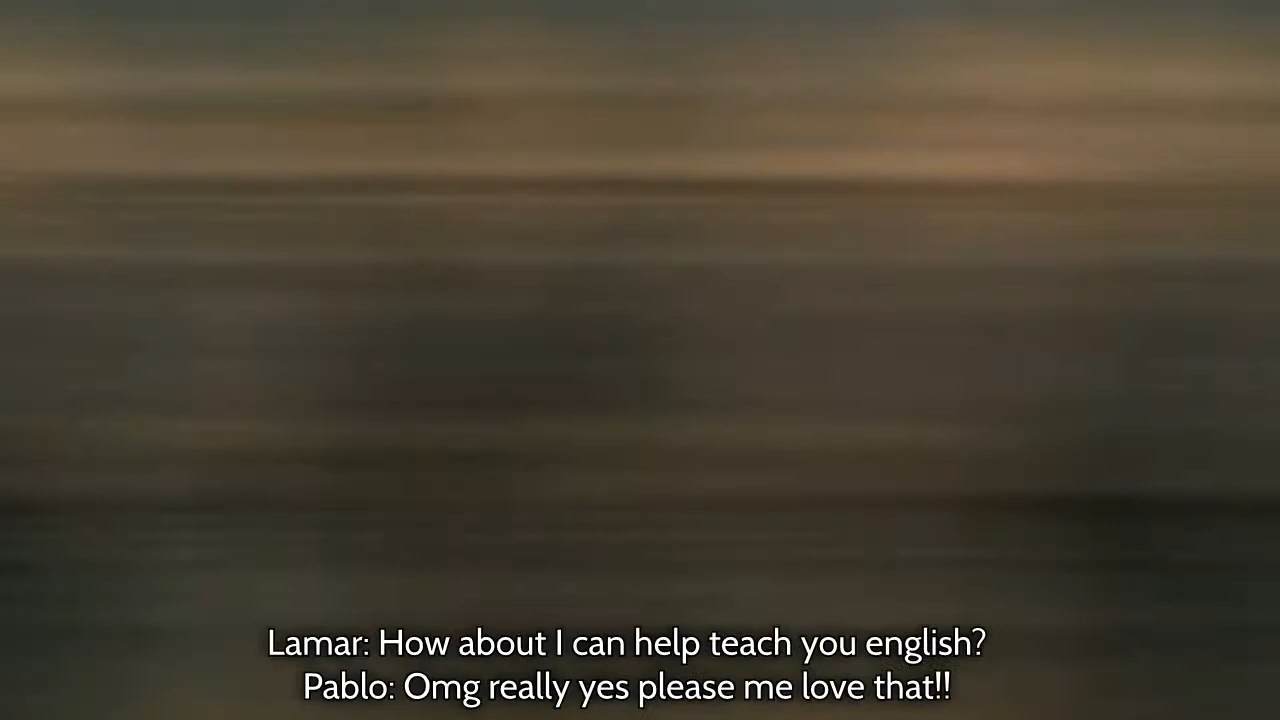 Lamar: How about I can help teach you english?
Pablo: Omg really yes please me love that!!